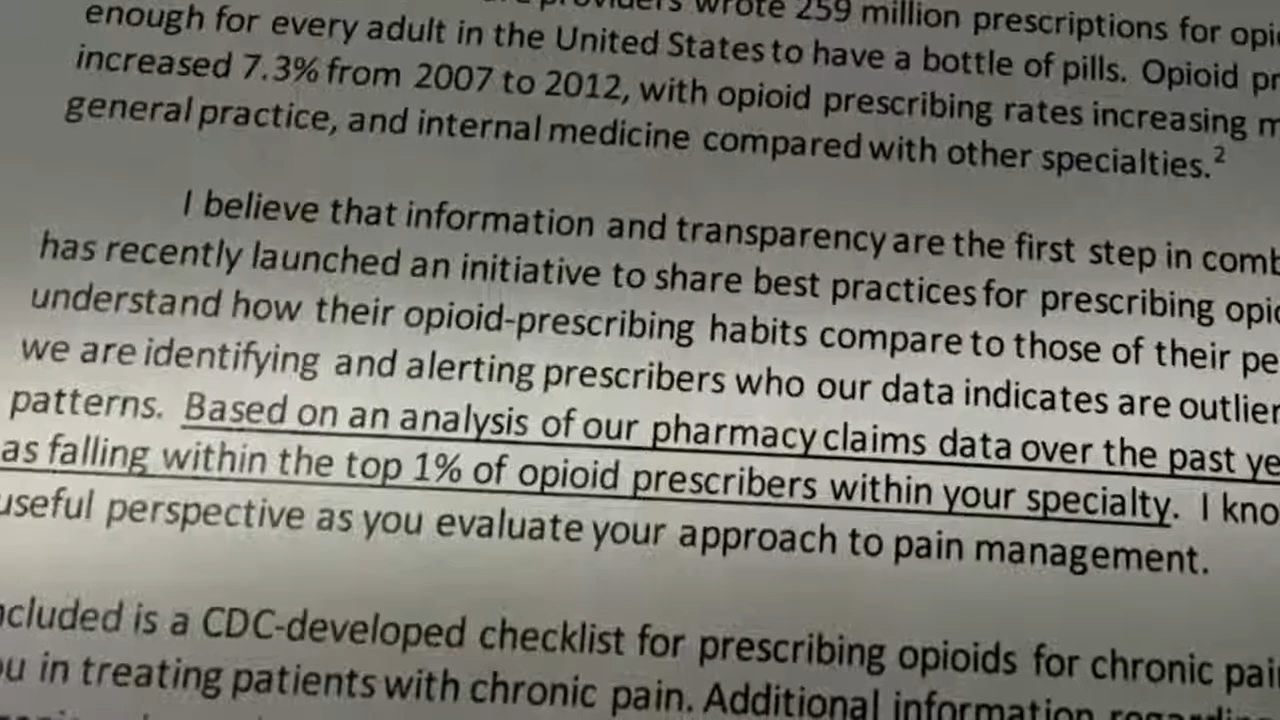 wrote 259 million prescriptions for
enough for every adult in the United States to have a bottle of pills. Opioid
increased 7.3% from 2007 to 2012, with opioid prescribing rates increasing
general practice, and internal medicine compared with other specialties.²
I believe that information and transparency are the first step in
has recently launched an initiative to share best practices for prescribing
understand how their opioid-prescribing habits compare to those of their
we are identifying and alerting prescribers who our data indicates are
patterns. Based on an analysis of our pharmacy claims data over the past
as falling within the top 1% of opioid prescribers within your specialty. I
useful perspective as you evaluate your approach to pain management.
is a CDC-developed checklist for prescribing opioids for chronic
in treating patients with chronic pain. Additional information